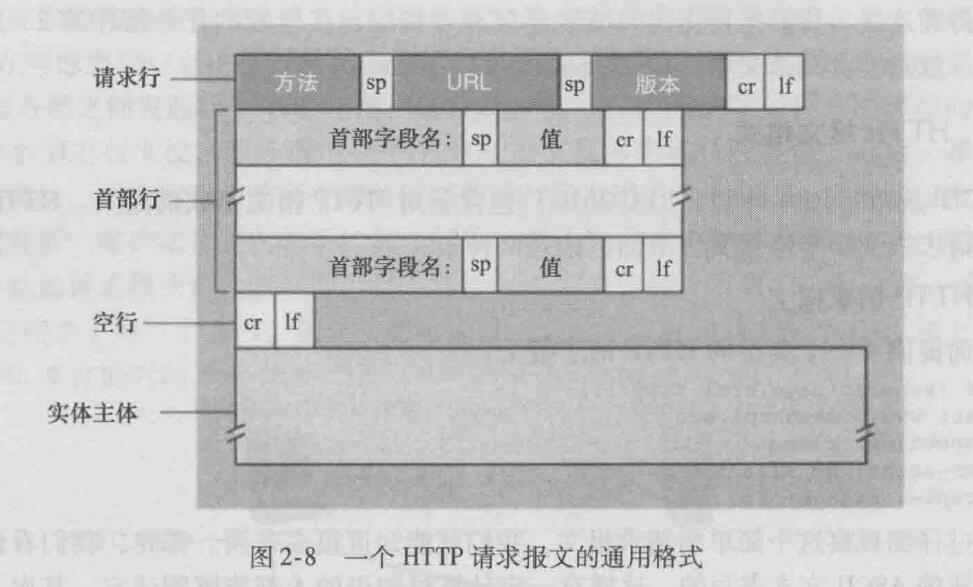 请求行 方法 sp URL sp 版本 cr lf
首部字段名: sp 值 cr lf
首部行
首部字段名: sp 值 cr lf
空行 cr lf
实体主体
图 2-8 一个 HTTP 请求报文的通用格式